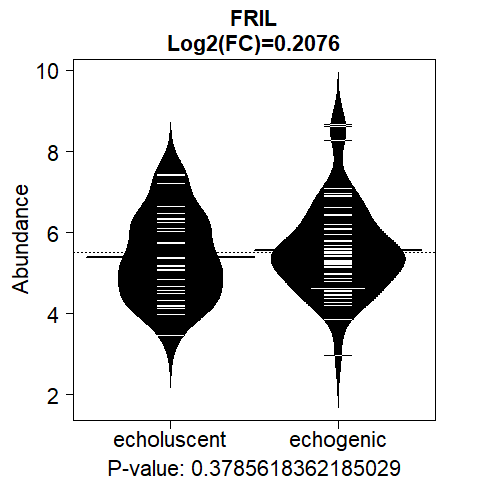 FRIL
Log2(FC)=0.2076
Abundance
10
8
6
4
2
echoluscent echogenic
P-value: 0.3785618362185029